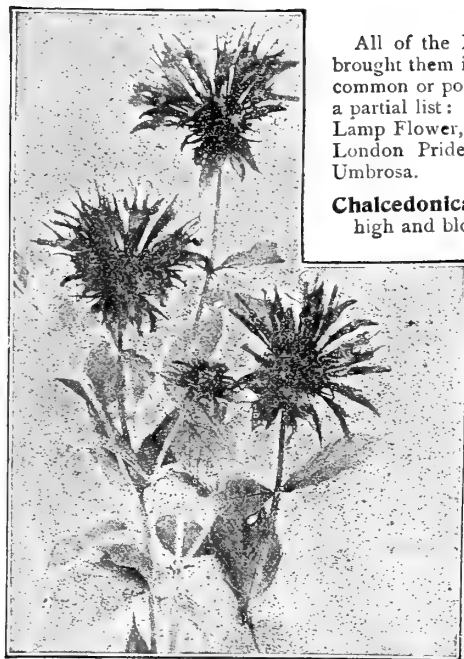 All of the
brought them i
common or po
a partial list:
Lamp Flower,
London Pride
Umbrosa.
Chalcedonica
high and blo